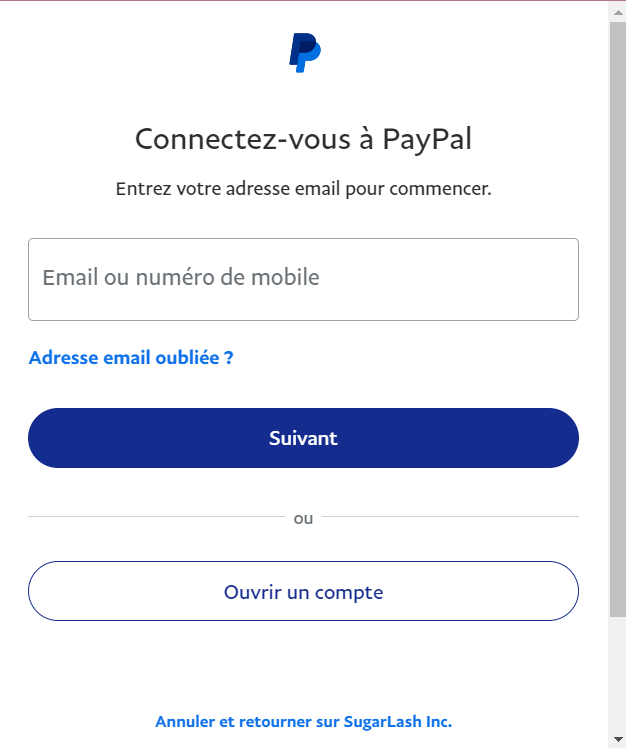 Connectez-vous à PayPal
Entrez votre adresse email pour commencer.
Email ou numéro de mobile
Adresse email oubliée ?
Suivant
ou
Ouvrir un compte
Annuler et retourner sur SugarLash Inc.